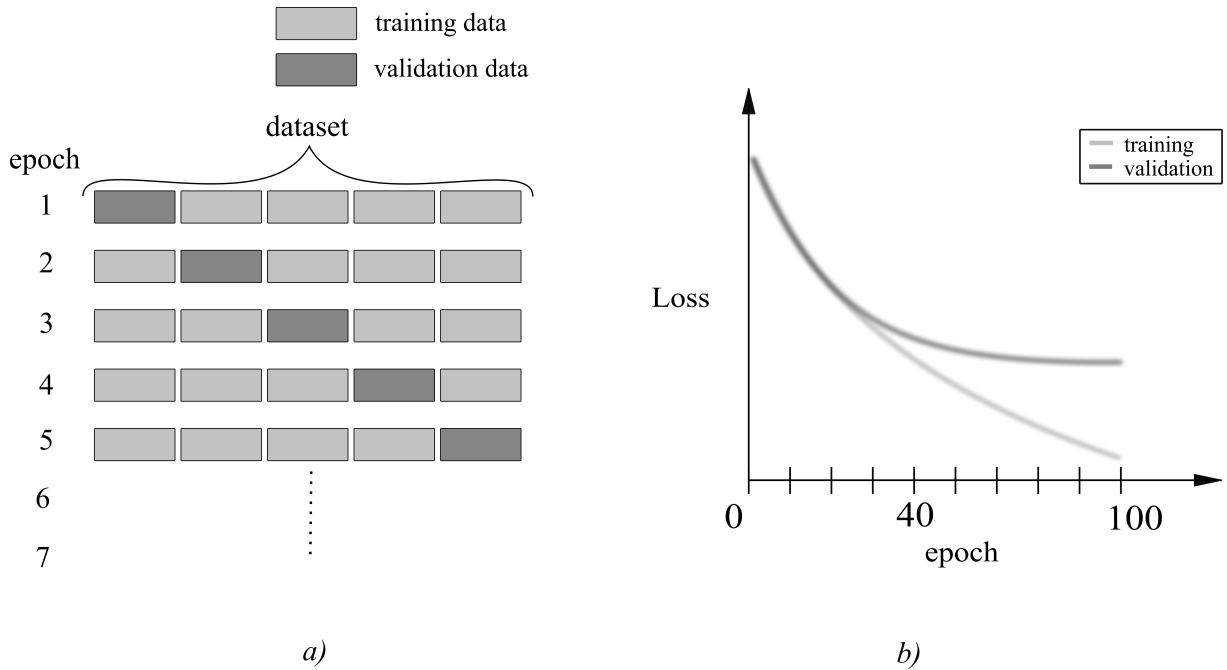 training data
validation data
dataset
epoch
1
2
3
4
5
6
7
a)
training
validation
Loss
0
40
100
epoch
b)